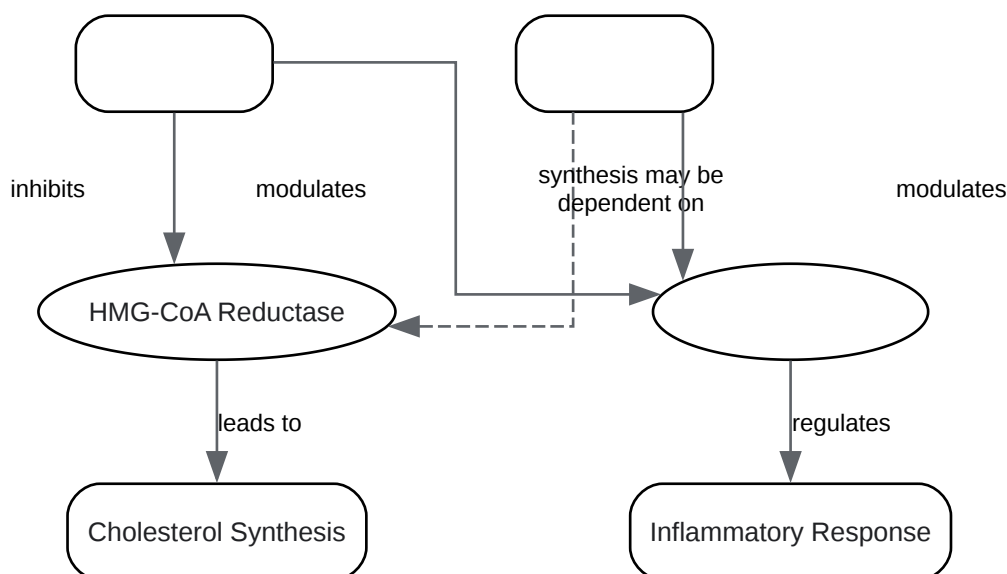 inhibits
modulates
synthesis may be
dependent on
modulates
HMG-CoA Reductase
leads to
regulates
Cholesterol Synthesis
Inflammatory Response